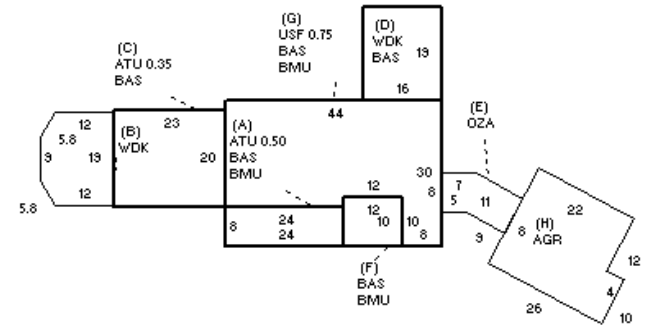 (G)
USF 0.75
BAS
BMU
(D)
WDK
BAS
19
16
(C)
ATU 0.35
BAS
12
5.8
9
19
12
5.8
(B)
WDK
23
20
44
(A)
ATU 0.50
BAS
BMU
30
8
12
12
10
10
8
8
24
24
(F)
BAS
BMU
(E)
OZA
7
5
11
9
22
8
(H)
AGR
12
4
10
26